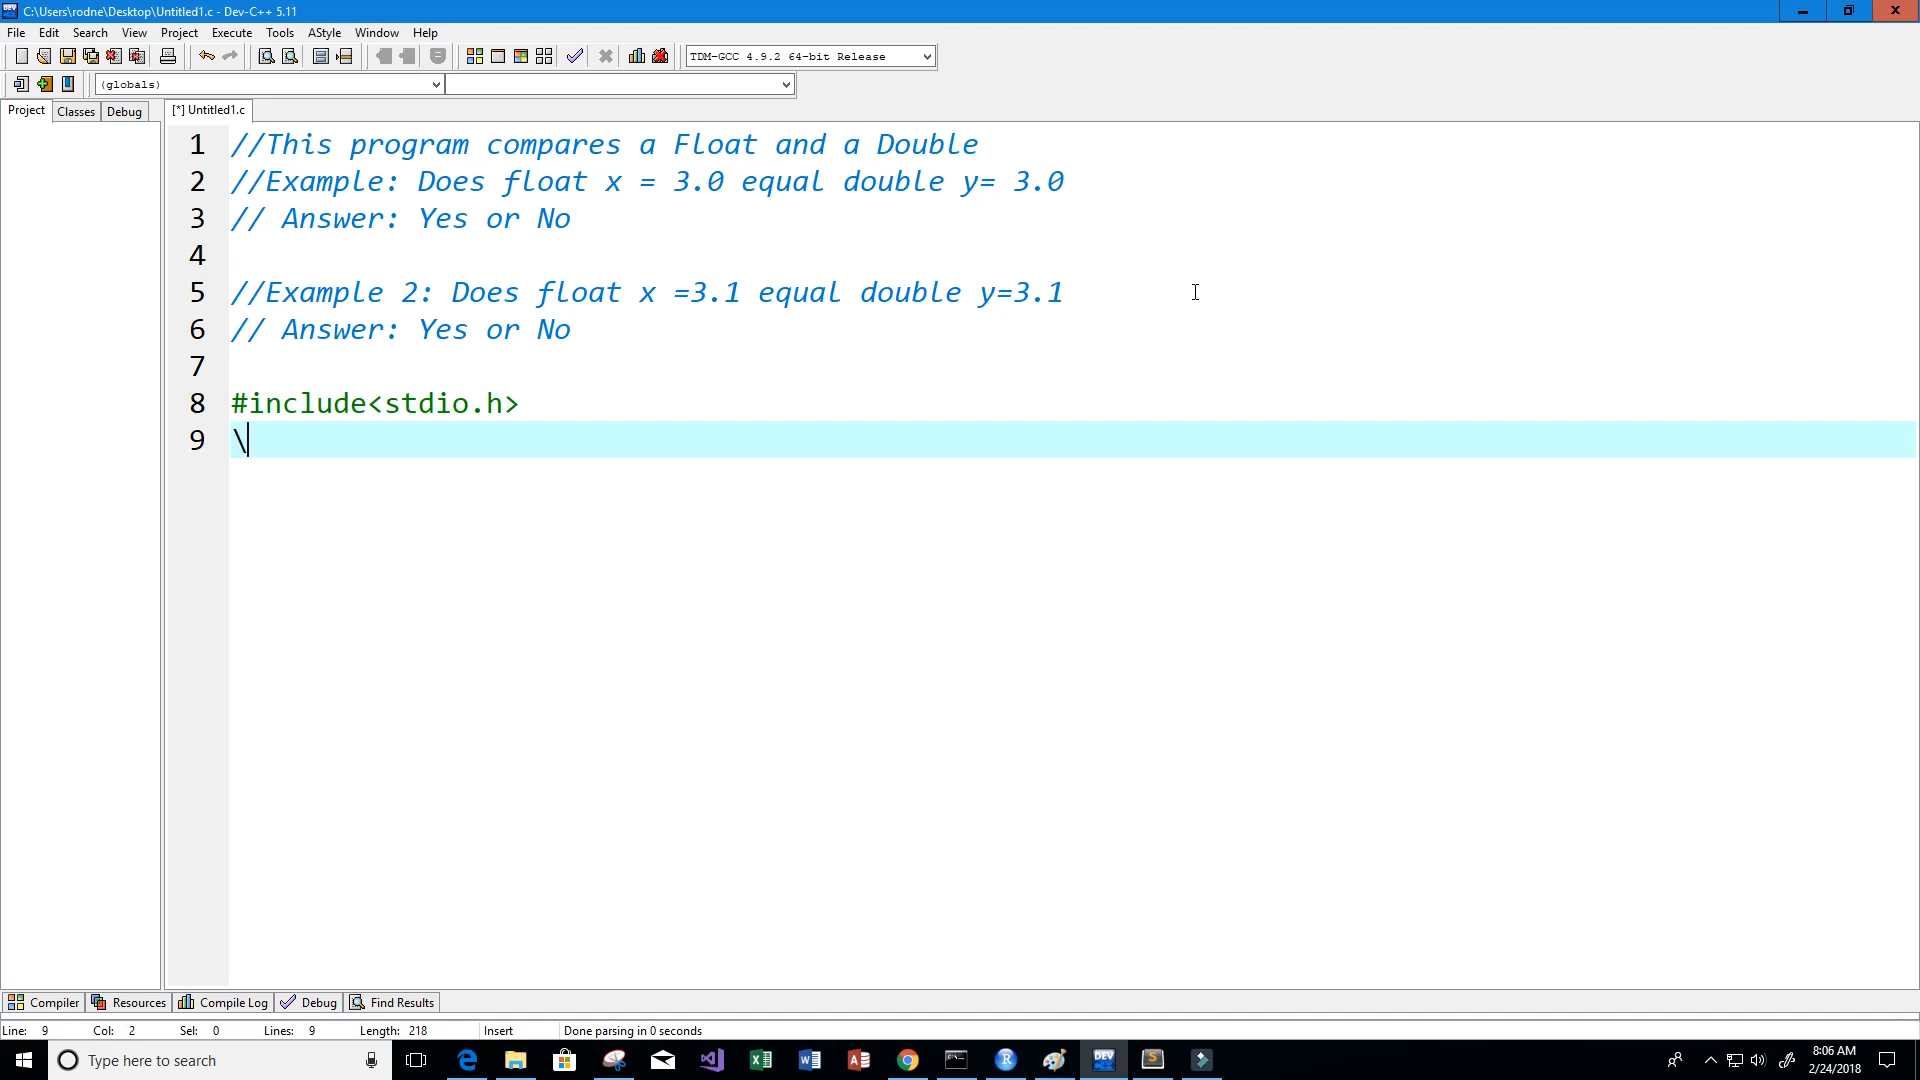 C:\Users\rodne\Desktop\Untitled1.c - Dev-C++ 5.11
File Edit Search View Project Execute Tools AStyle Window Help
TDM-GCC 4.9.2 64-bit Release
(globals)
Project Classes Debug [*] Untitled1.c
1 //This program compares a Float and a Double
2 //Example: Does float x = 3.0 equal double y= 3.0
3 // Answer: Yes or No
4
5 //Example 2: Does float x =3.1 equal double y=3.1
6 // Answer: Yes or No
7
8 #include<stdio.h>
9 \
Compiler Resources Compile Log Debug Find Results
Line: 9 Col: 2 Sel: 0 Lines: 9 Length: 218 Insert Done parsing in 0 seconds
Type here to search
8:06 AM
2/24/2018